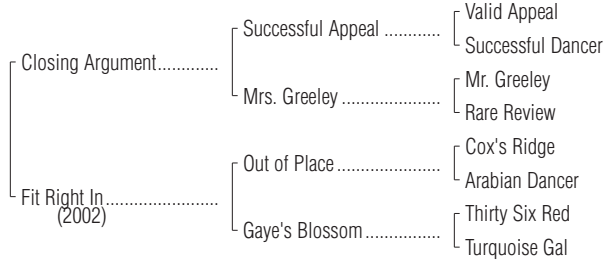 Valid Appeal
Successful Appeal ............
Successful Dancer
Closing Argument.............
Mr. Greeley
Mrs. Greeley .....................
Rare Review
Cox's Ridge
Out of Place ......................
Arabian Dancer
Fit Right In........................
(2002)
Thirty Six Red
Gaye's Blossom................
Turquoise Gal